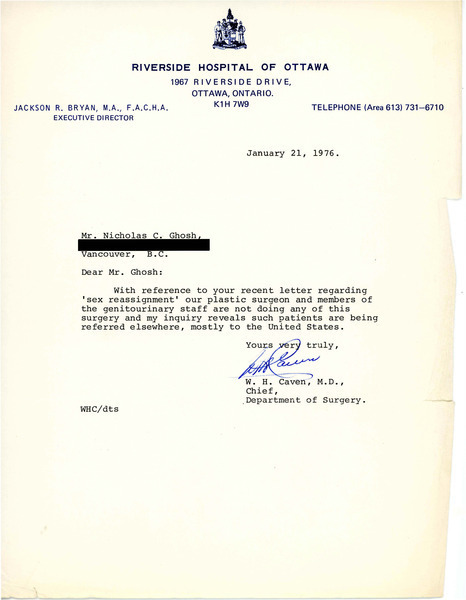 RIVERSIDE HOSPITAL OF OTTAWA
1967 RIVERSIDE DRIVE,
OTTAWA, ONTARIO.
K1H 7W9
JACKSON R. BRYAN, M.A., F.A.C.H.A.
EXECUTIVE DIRECTOR
TELEPHONE (Area 613) 731-6710
January 21, 1976.
Mr. Nicholas C. Ghosh,
Vancouver, B.C.
Dear Mr. Ghosh:
With reference to your recent letter regarding
'sex reassignment' our plastic surgeon and members of
the genitourinary staff are not doing any of this
surgery and my inquiry reveals such patients are being
referred elsewhere, mostly to the United States.
Yours very truly,
WHCaven
W. H. Caven, M.D.,
Chief,
Department of Surgery.
WHC/dts